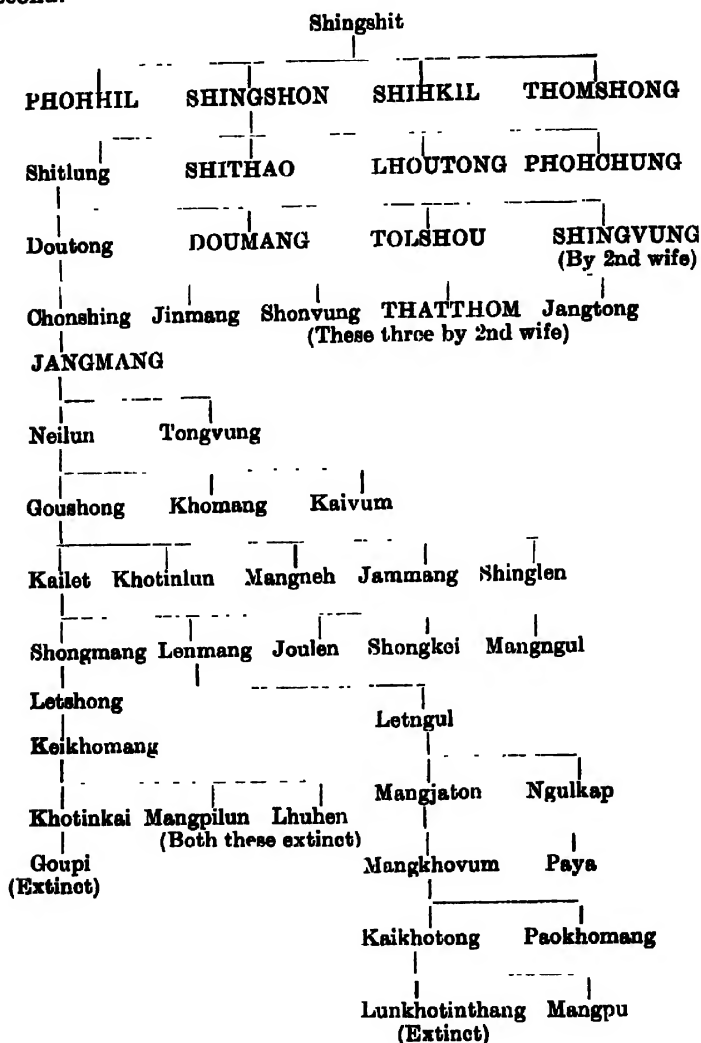 Shingshit
PHOHHIL SHINGSHON SHIHKIL THOMSHONG
Shitlung SHITHAO LHOUTONG PHOHCHUNG
Doutong DOUMANG TOLSHOU SHINGVUNG
(By 2nd wife)
Chonshing Jinmang Shonvung THATTHOM Jangtong
(These three by 2nd wife)
JANGMANG
Neilun Tongvung
Goushong Khomang Kaivum
Kailet Khotinlun Mangneh Jammang Shinglen
Shongmang Lenmang Joulen Shongkoi Mangngul
Letshong
Letngul
Keikhomang
Mangjaton Ngulkap
Khotinkai Mangpilun Lhuhen
(Both these extinct)
Goupi
(Extinct)
Mangkhovum Paya
Kaikhotong Paokhomang
Lunkhotinthang Mangpu
(Extinct)